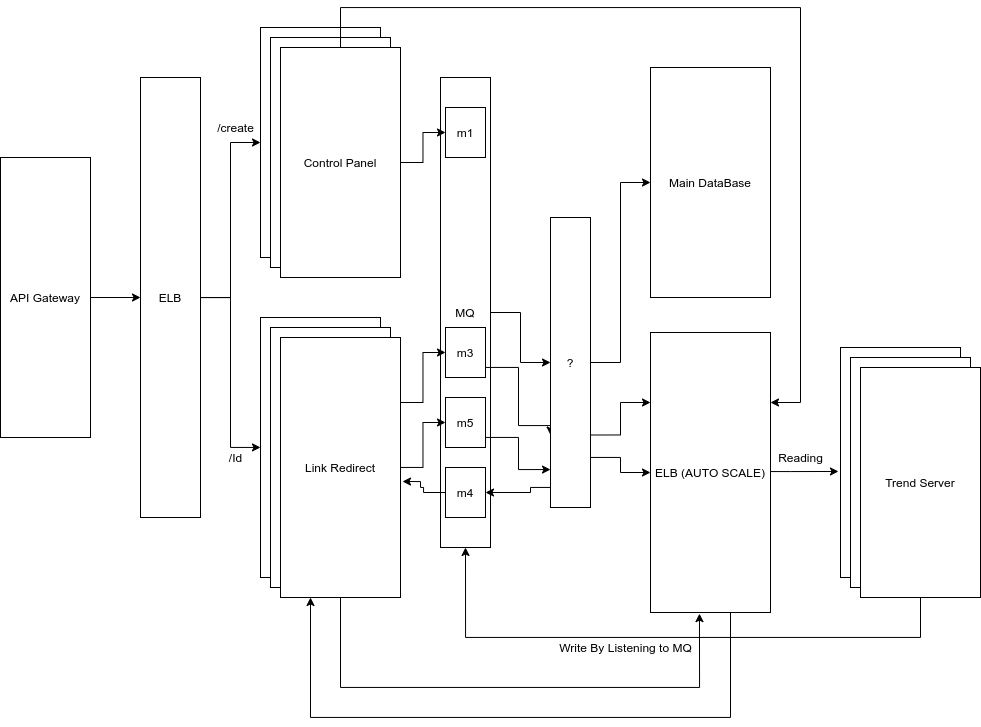 /create
m1
Control Panel
Main DataBase
API Gateway
ELB
MQ
m3
?
m5
/Id
Link Redirect
Reading
ELB (AUTO SCALE)
m4
Trend Server
Write By Listening to MQ